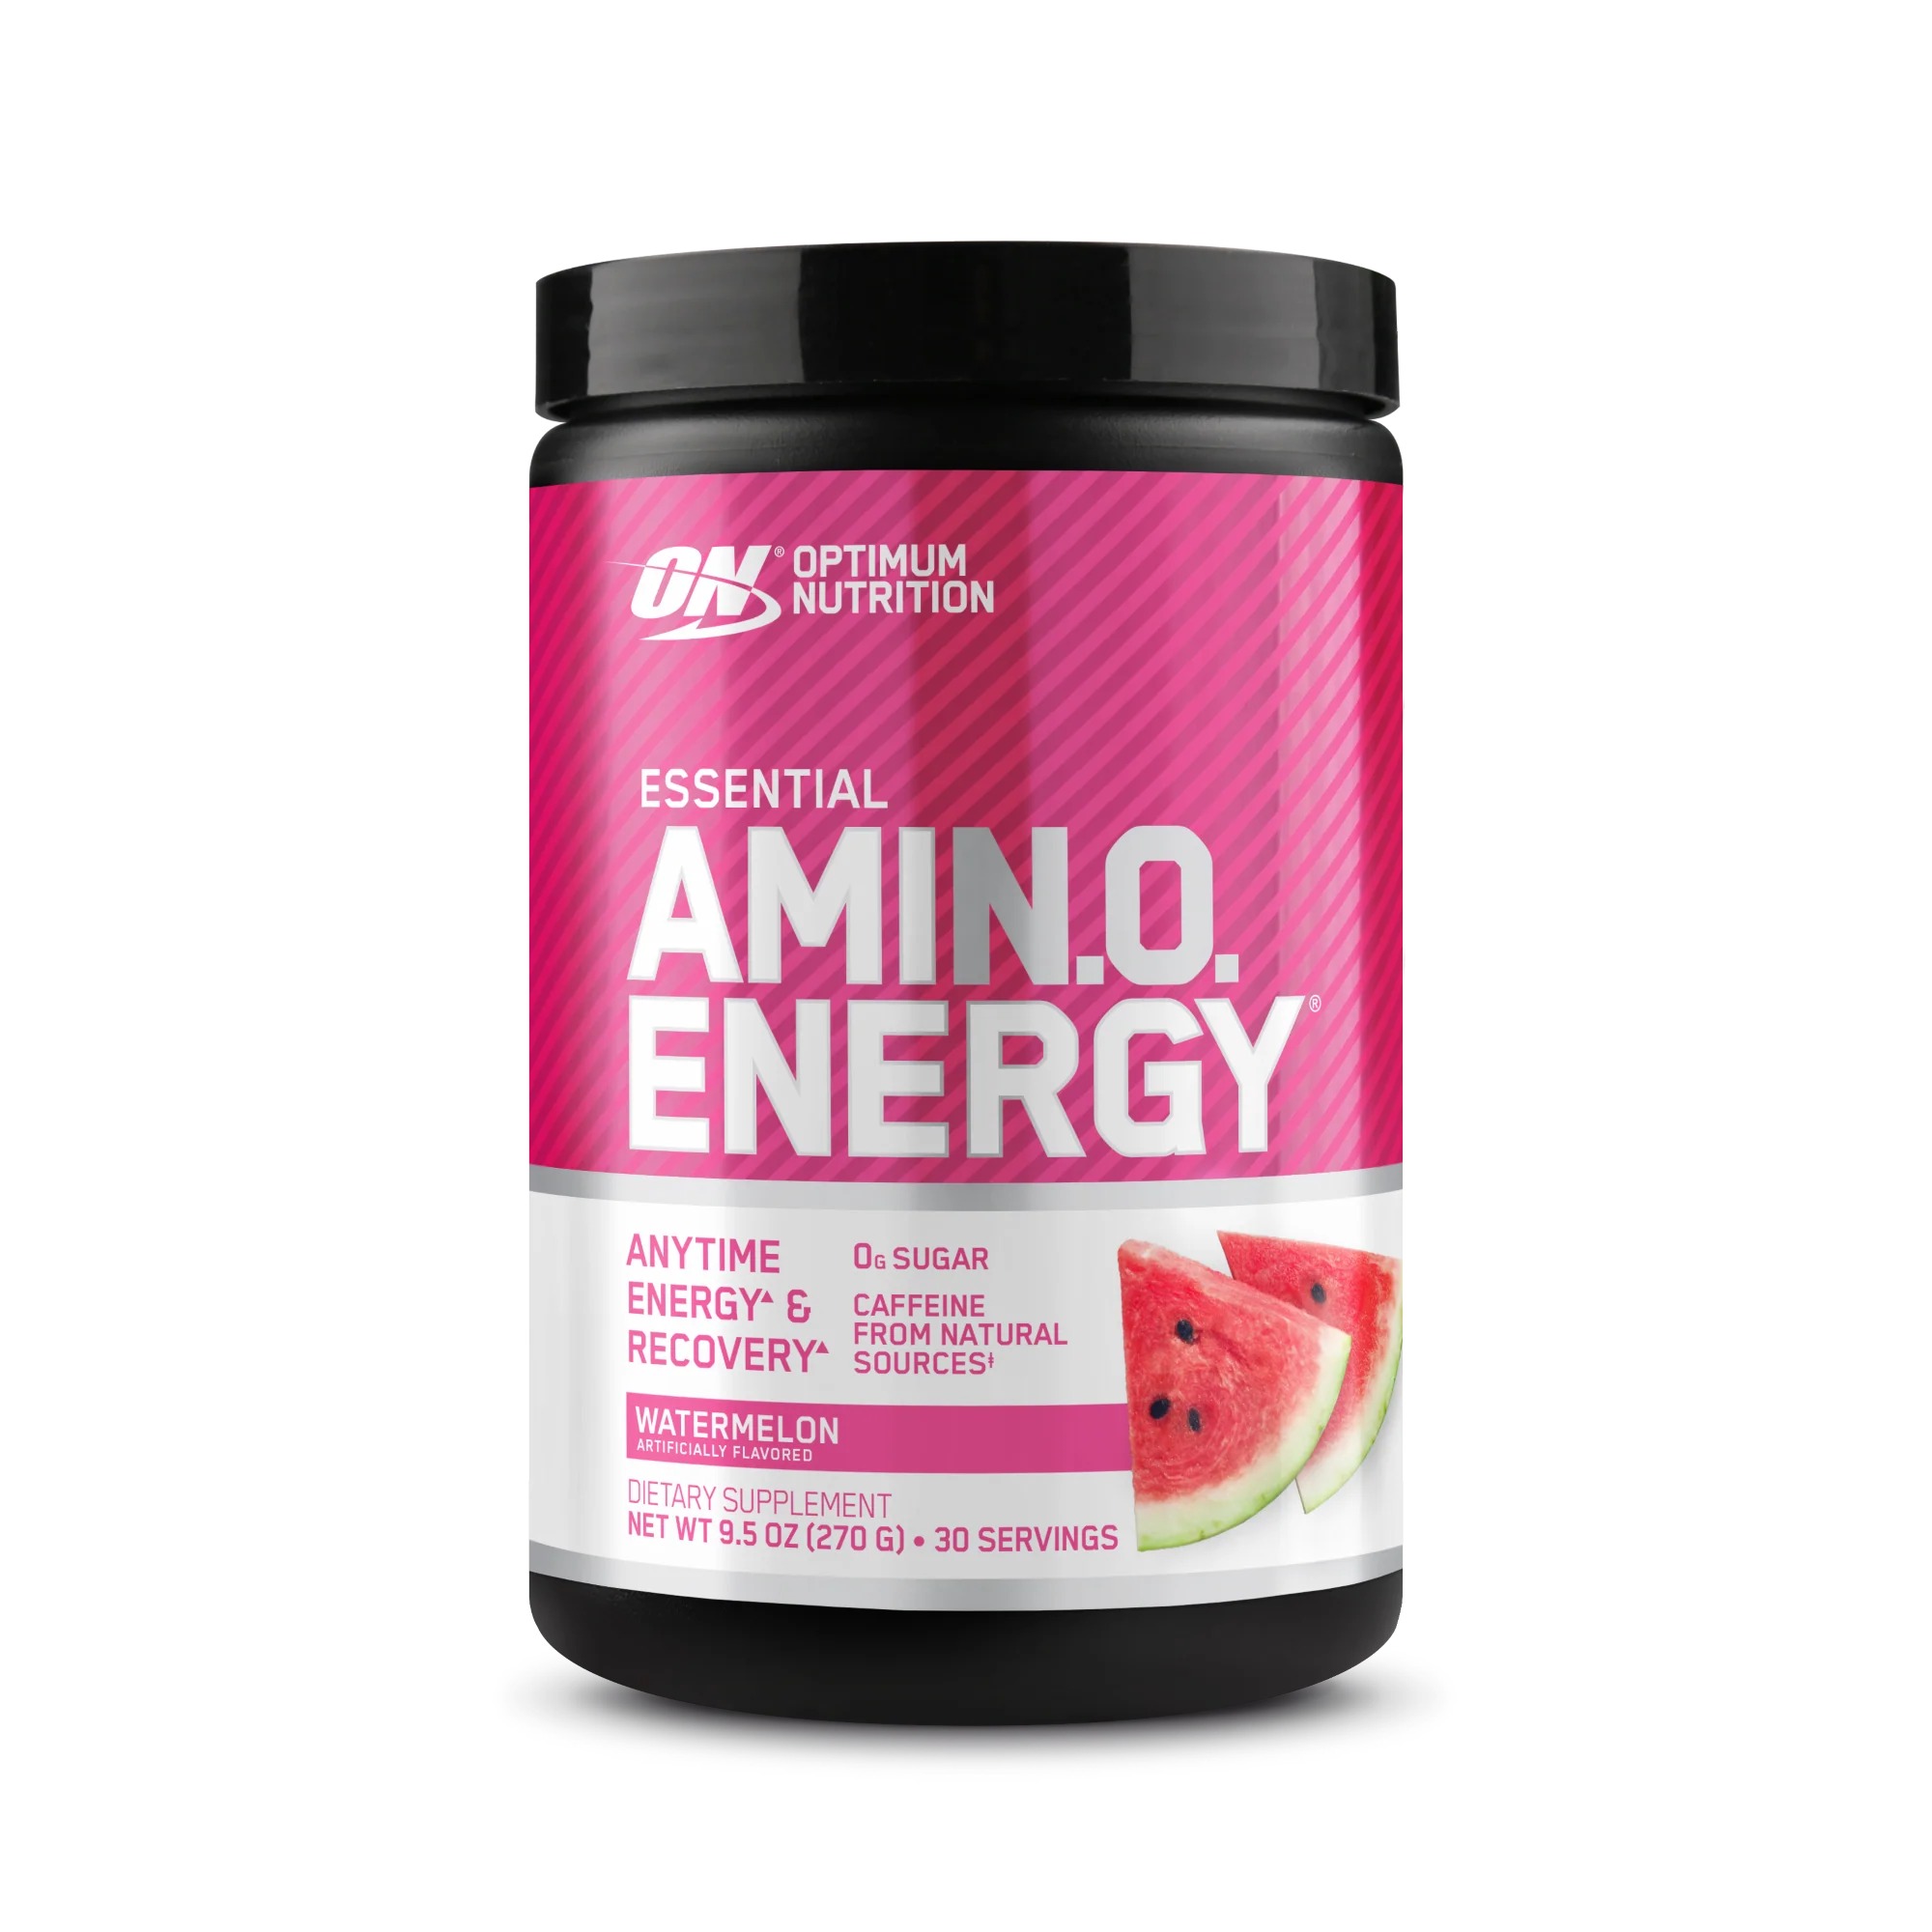 ON® OPTIMUM
NUTRITION
ESSENTIAL
AMIN.O.
ENERGY®
ANYTIME
ENERGY▲ &
RECOVERY▲
0G SUGAR
CAFFEINE
FROM NATURAL
SOURCES‡
WATERMELON
ARTIFICIALLY FLAVORED
DIETARY SUPPLEMENT
NET WT 9.5 OZ (270 G) • 30 SERVINGS